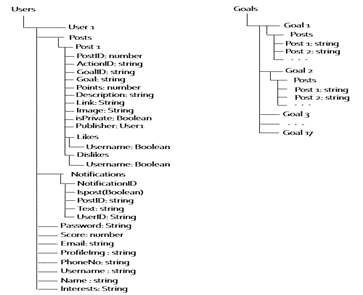 Users
User 1
Posts
Post 1
PostID: number
ActionID: string
GoalID: string
Goal: string
Points: number
Description: string
Link: String
Image: String
isPrivate: Boolean
Publisher: User1
Likes
Username: Boolean
Dislikes
Username: Boolean
Notifications
NotificationID
Ispost(Boolean)
PostID: string
Text: string
UserID: String
Password: String
Score: number
Email: string
ProfileImg : string
PhoneNo: string
Username : string
Name : string
Interests: String
Goals
Goal 1
Posts
Post 1: string
Post 2: string
- - -
Goal 2
Posts
Post 1: string
Post 2: string
- - -
Goal 3
- - -
Goal 17